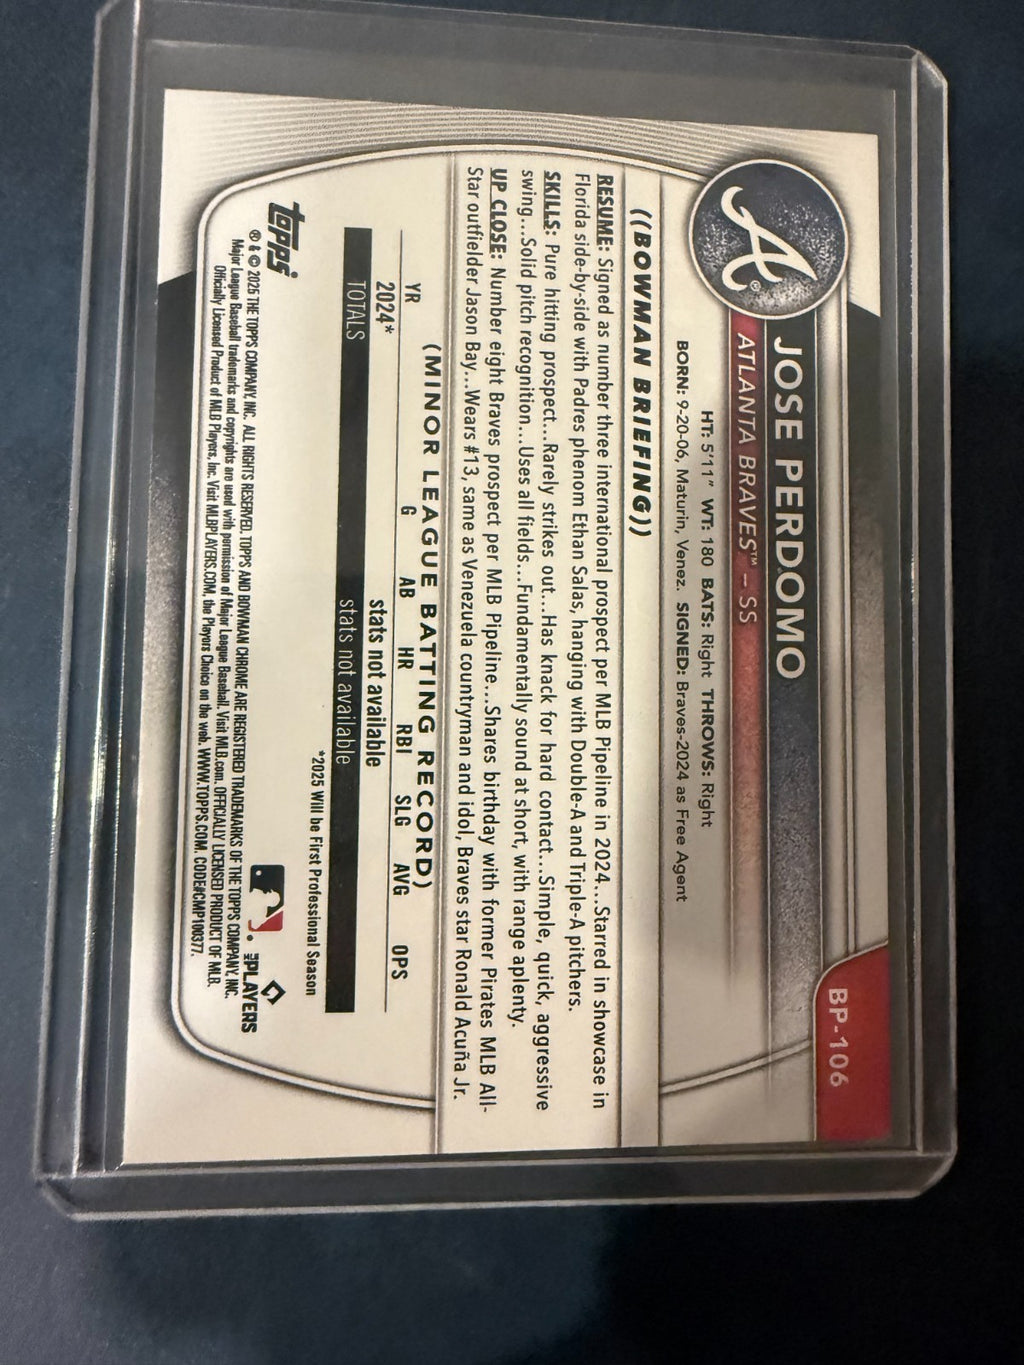 BP-106
JOSE PERDOMO
ATLANTA BRAVES™ – SS
HT: 5'11" WT: 180 BATS: Right THROWS: Right
BORN: 9-20-06, Maturin, Venez. SIGNED: Braves-2024 as Free Agent
A®
((BOWMAN BRIEFING))
RESUME: Signed as number three international prospect per MLB Pipeline in 2024...Starred in showcase in
Florida side-by-side with Padres phenom Ethan Salas, hanging with Double-A and Triple-A pitchers.
SKILLS: Pure hitting prospect...Rarely strikes out...Has knack for hard contact...Simple, quick, aggressive
swing...Solid pitch recognition...Uses all fields...Fundamentally sound at short, with range aplenty.
UP CLOSE: Number eight Braves prospect per MLB Pipeline...Shares birthday with former Pirates MLB All-
Star outfielder Jason Bay...Wears #13, same as Venezuela countryman and idol, Braves star Ronald Acuña Jr.
(MINOR LEAGUE BATTING RECORD)
YR G AB HR RBI SLG AVG OPS
2024* stats not available
TOTALS stats not available
*2025 Will be First Professional Season
topps
MLB PLAYERS
® & © 2025 THE TOPPS COMPANY, INC. ALL RIGHTS RESERVED. TOPPS AND BOWMAN CHROME ARE REGISTERED TRADEMARKS OF THE TOPPS COMPANY, INC.
Major League Baseball trademarks and copyrights are used with permission of Major League Baseball. Visit MLB.com. OFFICIALLY LICENSED PRODUCT OF MLB
Officially Licensed Product of MLB Players, Inc. Visit MLBPLAYERS.COM, the Players Choice on the web. WWW.TOPPS.COM. CODE#CMP100377.